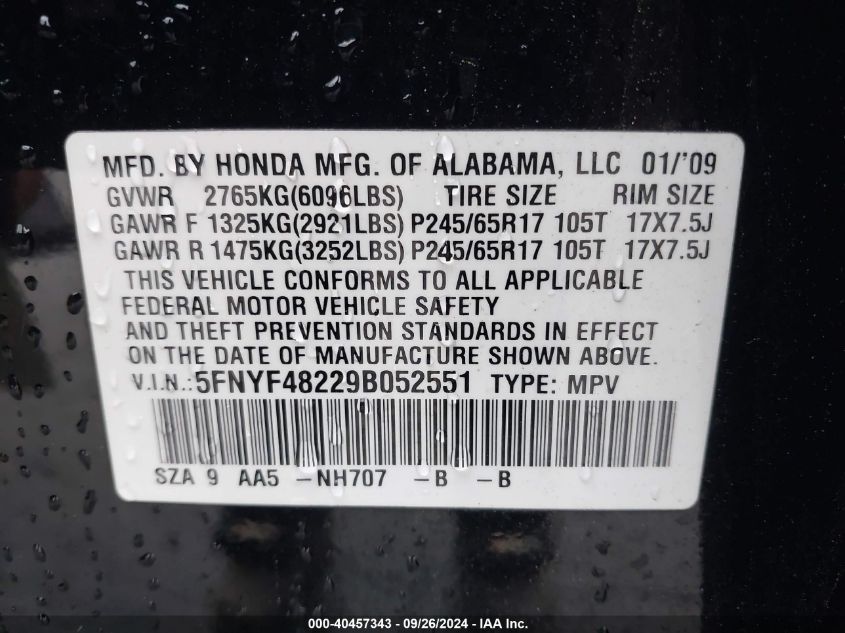 MFD. BY HONDA MFG. OF ALABAMA, LLC 01/'09
GVWR 2765KG(6096LBS) TIRE SIZE RIM SIZE
GAWR F 1325KG(2921LBS) P245/65R17 105T 17X7.5J
GAWR R 1475KG(3252LBS) P245/65R17 105T 17X7.5J
THIS VEHICLE CONFORMS TO ALL APPLICABLE
FEDERAL MOTOR VEHICLE SAFETY
AND THEFT PREVENTION STANDARDS IN EFFECT
ON THE DATE OF MANUFACTURE SHOWN ABOVE.
V.I.N.:5FNYF48229B052551 TYPE: MPV
SZA 9 AA5 -NH707 -B -B
000-40457343 - 09/26/2024 - IAA Inc.